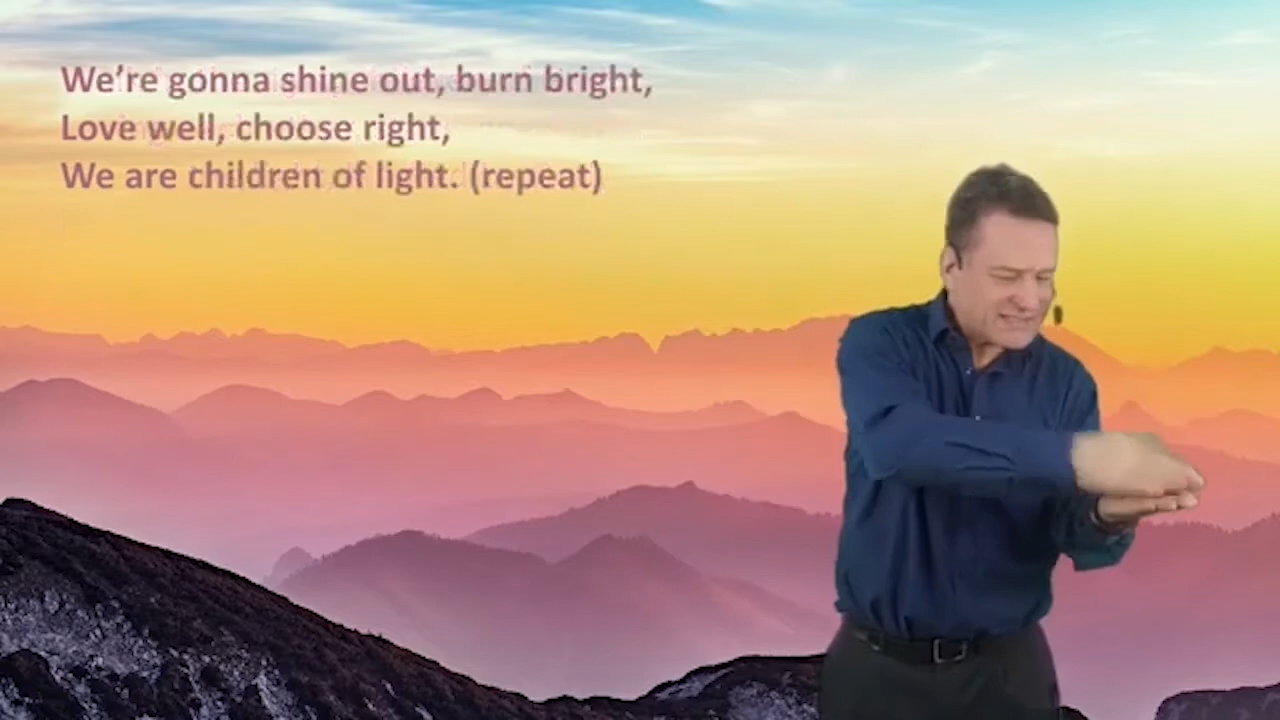 We're gonna shine out, burn bright,
Love well, choose right,
We are children of light. (repeat)